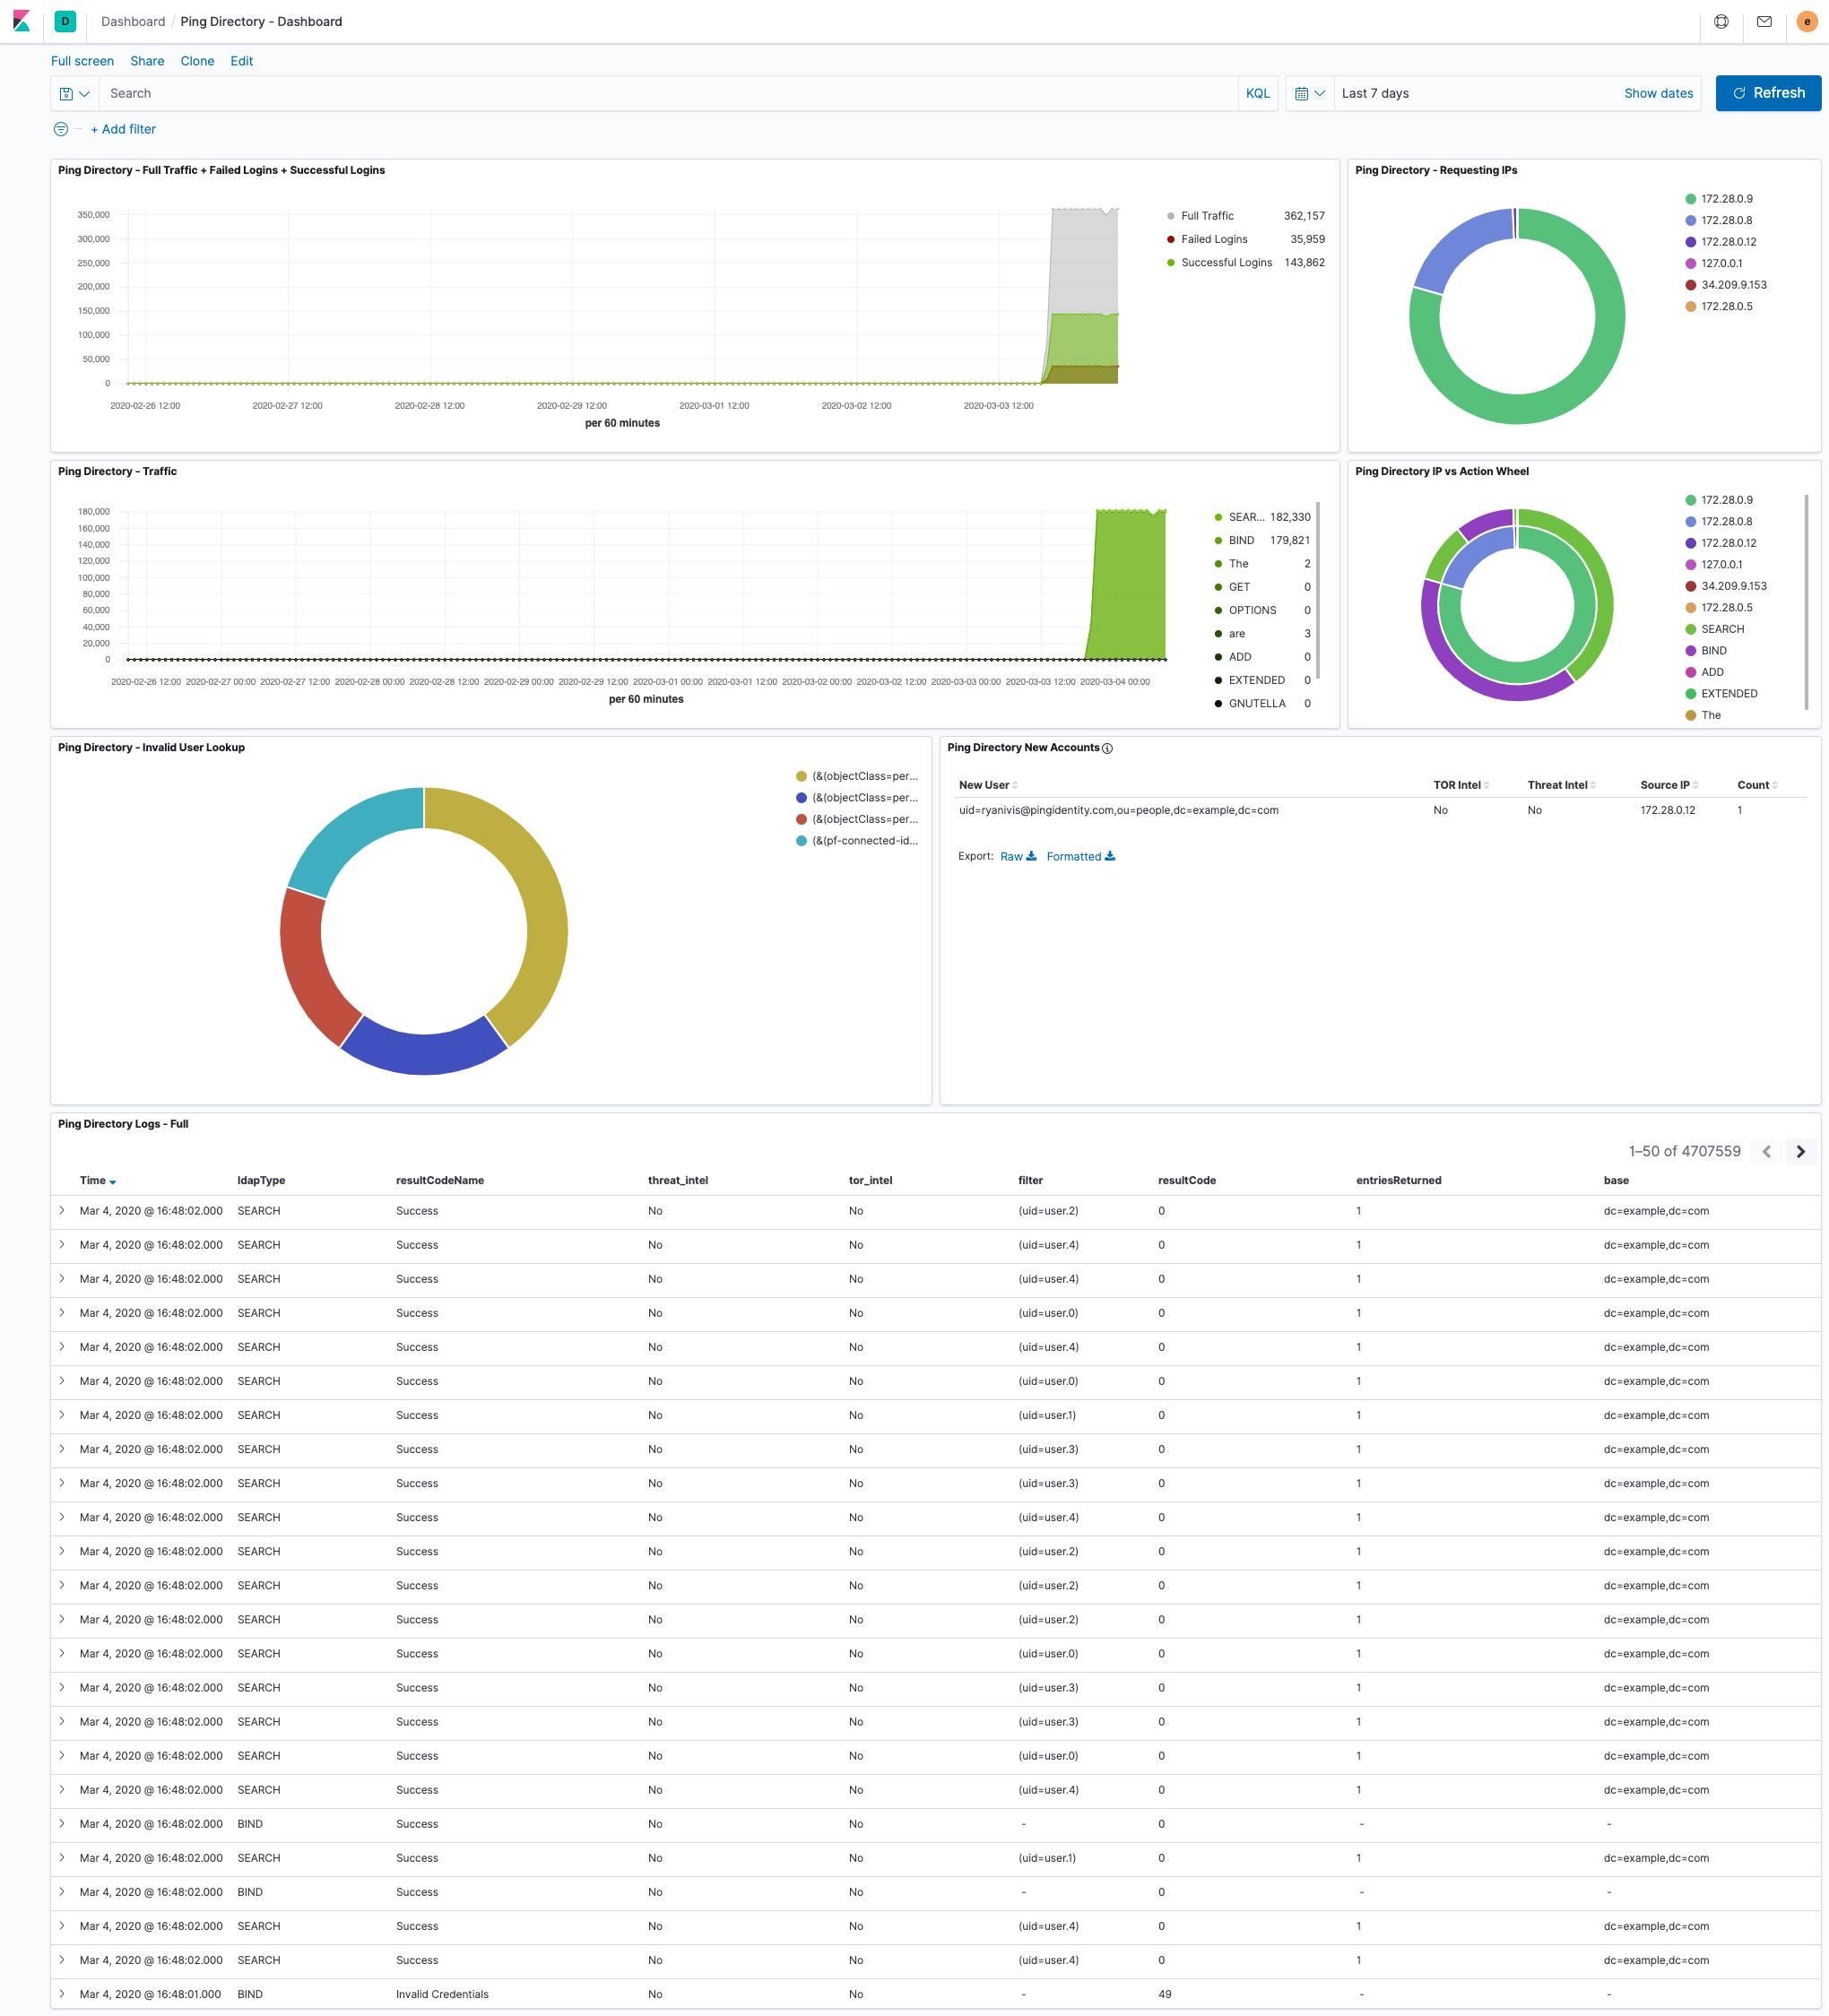 D Dashboard / Ping Directory - Dashboard e
Full screen Share Clone Edit
Search KQL Last 7 days Show dates Refresh
+ Add filter
Ping Directory - Full Traffic + Failed Logins + Successful Logins
350,000
300,000
250,000
200,000
150,000
100,000
50,000
0
2020-02-26 12:00 2020-02-27 12:00 2020-02-28 12:00 2020-02-29 12:00 2020-03-01 12:00 2020-03-02 12:00 2020-03-03 12:00
per 60 minutes
Full Traffic 362,157
Failed Logins 35,959
Successful Logins 143,862
Ping Directory - Requesting IPs
172.28.0.9
172.28.0.8
172.28.0.12
127.0.0.1
34.209.9.153
172.28.0.5
Ping Directory - Traffic
180,000
160,000
140,000
120,000
100,000
80,000
60,000
40,000
20,000
0
2020-02-26 12:00 2020-02-27 00:00 2020-02-27 12:00 2020-02-28 00:00 2020-02-28 12:00 2020-02-29 00:00 2020-02-29 12:00 2020-03-01 00:00 2020-03-01 12:00 2020-03-02 00:00 2020-03-02 12:00 2020-03-03 00:00 2020-03-03 12:00 2020-03-04 00:00
per 60 minutes
SEAR... 182,330
BIND 179,821
The 2
GET 0
OPTIONS 0
are 3
ADD 0
EXTENDED 0
GNUTELLA 0
Ping Directory IP vs Action Wheel
172.28.0.9
172.28.0.8
172.28.0.12
127.0.0.1
34.209.9.153
172.28.0.5
SEARCH
BIND
ADD
EXTENDED
The
Ping Directory - Invalid User Lookup
(&(objectClass=per...
(&(objectClass=per...
(&(objectClass=per...
(&(pf-connected-id...
Ping Directory New Accounts
New User TOR Intel Threat Intel Source IP Count
uid=ryanivis@pingidentity.com,ou=people,dc=example,dc=com No No 172.28.0.12 1
Export: Raw Formatted
Ping Directory Logs - Full
1–50 of 4707559
Time ldapType resultCodeName threat_intel tor_intel filter resultCode entriesReturned base
Mar 4, 2020 @ 16:48:02.000 SEARCH Success No No (uid=user.2) 0 1 dc=example,dc=com
Mar 4, 2020 @ 16:48:02.000 SEARCH Success No No (uid=user.4) 0 1 dc=example,dc=com
Mar 4, 2020 @ 16:48:02.000 SEARCH Success No No (uid=user.4) 0 1 dc=example,dc=com
Mar 4, 2020 @ 16:48:02.000 SEARCH Success No No (uid=user.0) 0 1 dc=example,dc=com
Mar 4, 2020 @ 16:48:02.000 SEARCH Success No No (uid=user.4) 0 1 dc=example,dc=com
Mar 4, 2020 @ 16:48:02.000 SEARCH Success No No (uid=user.0) 0 1 dc=example,dc=com
Mar 4, 2020 @ 16:48:02.000 SEARCH Success No No (uid=user.1) 0 1 dc=example,dc=com
Mar 4, 2020 @ 16:48:02.000 SEARCH Success No No (uid=user.3) 0 1 dc=example,dc=com
Mar 4, 2020 @ 16:48:02.000 SEARCH Success No No (uid=user.3) 0 1 dc=example,dc=com
Mar 4, 2020 @ 16:48:02.000 SEARCH Success No No (uid=user.4) 0 1 dc=example,dc=com
Mar 4, 2020 @ 16:48:02.000 SEARCH Success No No (uid=user.2) 0 1 dc=example,dc=com
Mar 4, 2020 @ 16:48:02.000 SEARCH Success No No (uid=user.2) 0 1 dc=example,dc=com
Mar 4, 2020 @ 16:48:02.000 SEARCH Success No No (uid=user.2) 0 1 dc=example,dc=com
Mar 4, 2020 @ 16:48:02.000 SEARCH Success No No (uid=user.0) 0 1 dc=example,dc=com
Mar 4, 2020 @ 16:48:02.000 SEARCH Success No No (uid=user.3) 0 1 dc=example,dc=com
Mar 4, 2020 @ 16:48:02.000 SEARCH Success No No (uid=user.3) 0 1 dc=example,dc=com
Mar 4, 2020 @ 16:48:02.000 SEARCH Success No No (uid=user.0) 0 1 dc=example,dc=com
Mar 4, 2020 @ 16:48:02.000 SEARCH Success No No (uid=user.4) 0 1 dc=example,dc=com
Mar 4, 2020 @ 16:48:02.000 BIND Success No No - 0 - -
Mar 4, 2020 @ 16:48:02.000 SEARCH Success No No (uid=user.1) 0 1 dc=example,dc=com
Mar 4, 2020 @ 16:48:02.000 BIND Success No No - 0 - -
Mar 4, 2020 @ 16:48:02.000 SEARCH Success No No (uid=user.4) 0 1 dc=example,dc=com
Mar 4, 2020 @ 16:48:02.000 SEARCH Success No No (uid=user.4) 0 1 dc=example,dc=com
Mar 4, 2020 @ 16:48:01.000 BIND Invalid Credentials No No - 49 - -